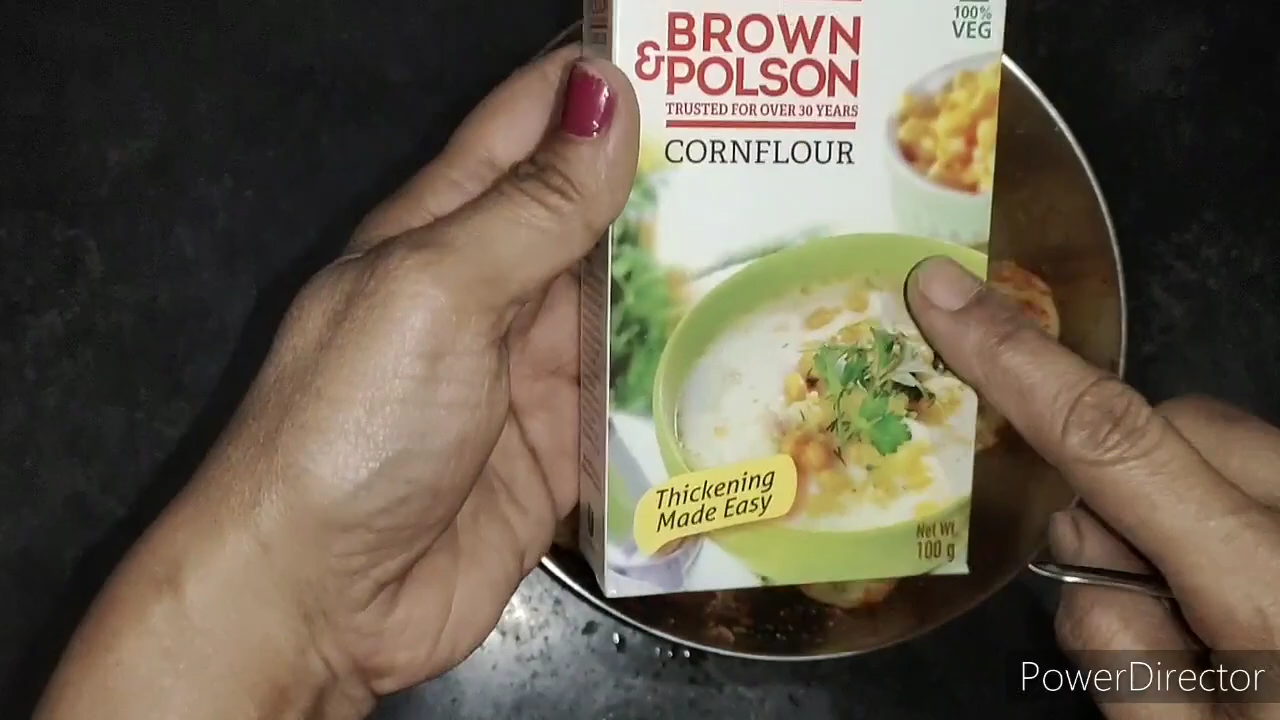 100%
VEG
BROWN
& POLSON
TRUSTED FOR OVER 30 YEARS
CORNFLOUR
Thickening
Made Easy
Net Wt.
100 g
PowerDirector